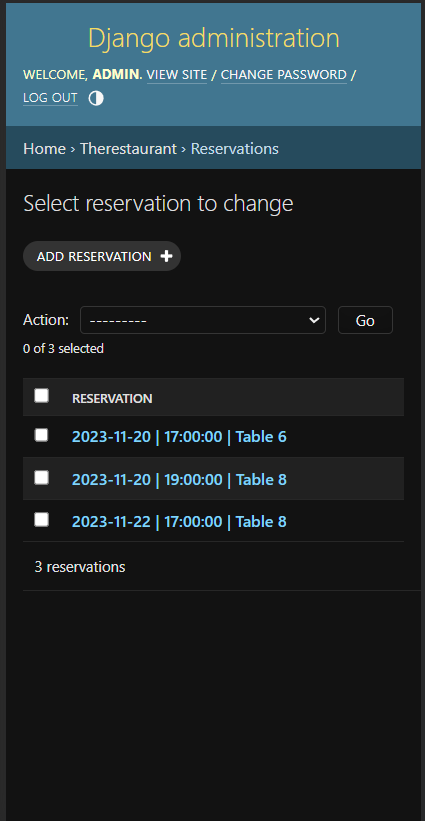 Django administration
WELCOME, ADMIN. VIEW SITE / CHANGE PASSWORD /
LOG OUT
Home › Therestaurant › Reservations
Select reservation to change
ADD RESERVATION +
Action: --------- Go
0 of 3 selected
RESERVATION
2023-11-20 | 17:00:00 | Table 6
2023-11-20 | 19:00:00 | Table 8
2023-11-22 | 17:00:00 | Table 8
3 reservations